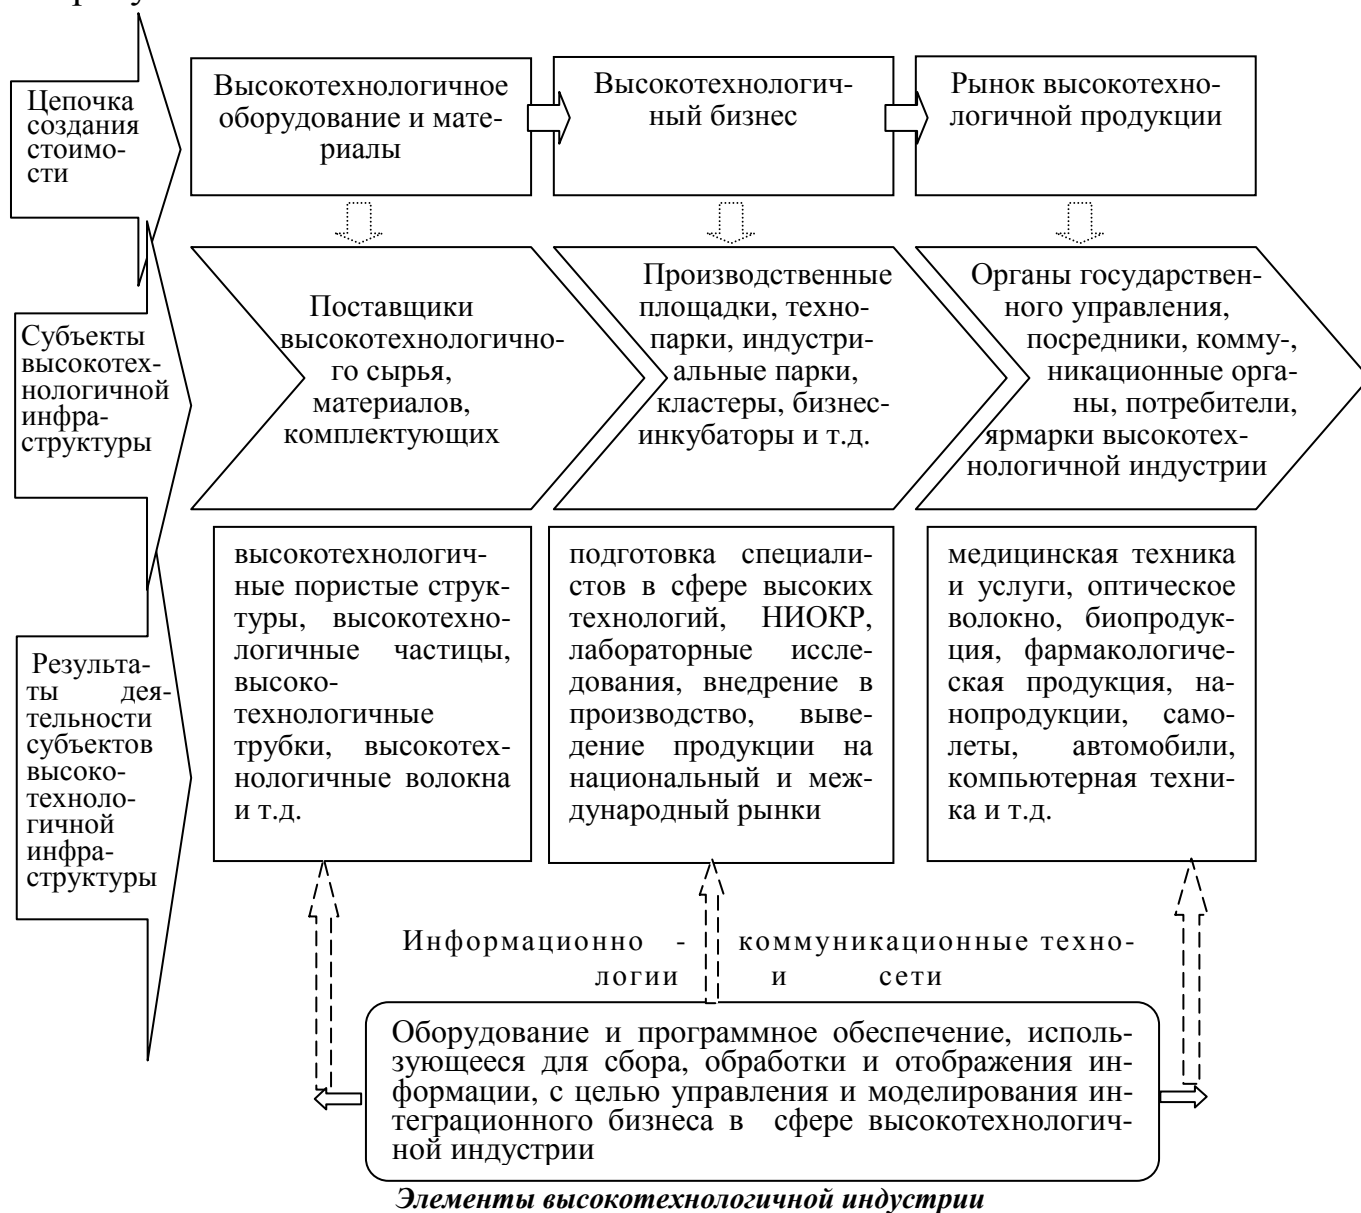 Цепочка
создания
стоимо-
сти
Высокотехнологичное
оборудование и мате-
риалы
Высокотехнологич-
ный бизнес
Рынок высокотехно-
логичной продукции
Субъекты
высокотех-
нологичной
инфра-
структуры
Поставщики
высокотехнологично-
го сырья,
материалов,
комплектующих
Производственные
площадки, техно-
парки, индустри-
альные парки,
кластеры, бизнес-
инкубаторы и т.д.
Органы государствен-
ного управления,
посредники, комму-,
никационные орга-
ны, потребители,
ярмарки высокотех-
нологичной индустрии
Результа-
ты дея-
тельности
субъектов
высоко-
техноло-
гичной
инфра-
структуры
высокотехнологич-
ные пористые струк-
туры, высокотехно-
логичные частицы,
высоко-
технологичные
трубки, высокотех-
нологичные волокна
и т.д.
подготовка специали-
стов в сфере высоких
технологий, НИОКР,
лабораторные иссле-
дования, внедрение в
производство, выве-
дение продукции на
национальный и меж-
дународный рынки
медицинская техника
и услуги, оптическое
волокно, биопродук-
ция, фармакологиче-
ская продукция, на-
нопродукции, само-
леты, автомобили,
компьютерная техни-
ка и т.д.
Информационно - коммуникационные техно-
логии и сети
Оборудование и программное обеспечение, исполь-
зующееся для сбора, обработки и отображения ин-
формации, с целью управления и моделирования ин-
теграционного бизнеса в сфере высокотехнологич-
ной индустрии
Элементы высокотехнологичной индустрии